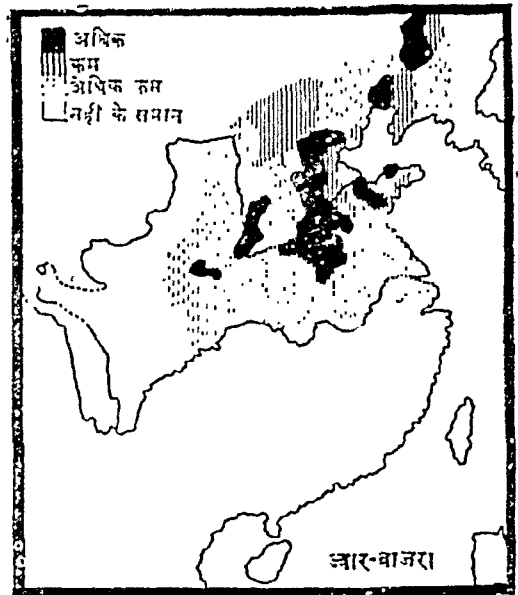 अधिक
कम
अधिक कम
नहीं के समान
ज्वार-बाजरा